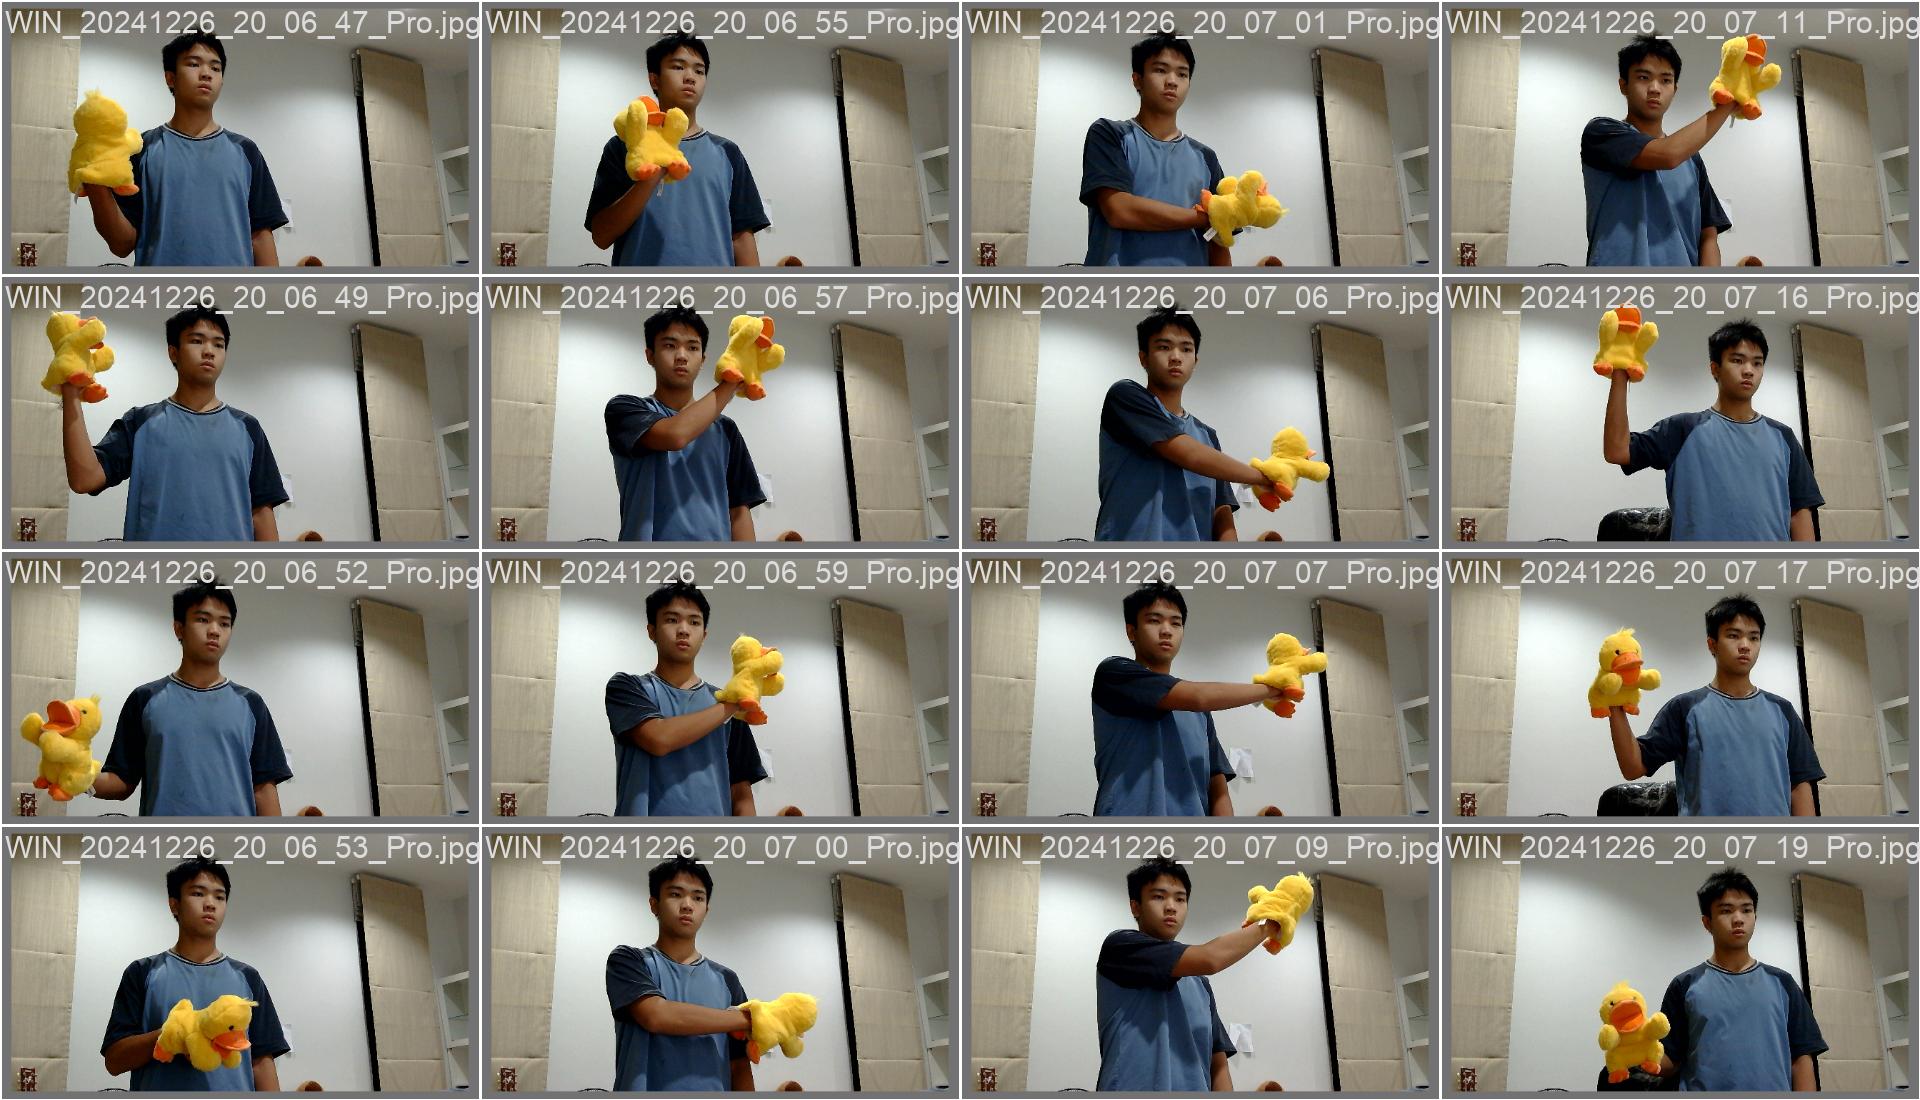 WIN_20241226_20_06_47_Pro.jpg
WIN_20241226_20_06_55_Pro.jpg
WIN_20241226_20_07_01_Pro.jpg
WIN_20241226_20_07_11_Pro.jpg
WIN_20241226_20_06_49_Pro.jpg
WIN_20241226_20_06_57_Pro.jpg
WIN_20241226_20_07_06_Pro.jpg
WIN_20241226_20_07_16_Pro.jpg
WIN_20241226_20_06_52_Pro.jpg
WIN_20241226_20_06_59_Pro.jpg
WIN_20241226_20_07_07_Pro.jpg
WIN_20241226_20_07_17_Pro.jpg
WIN_20241226_20_06_53_Pro.jpg
WIN_20241226_20_07_00_Pro.jpg
WIN_20241226_20_07_09_Pro.jpg
WIN_20241226_20_07_19_Pro.jpg